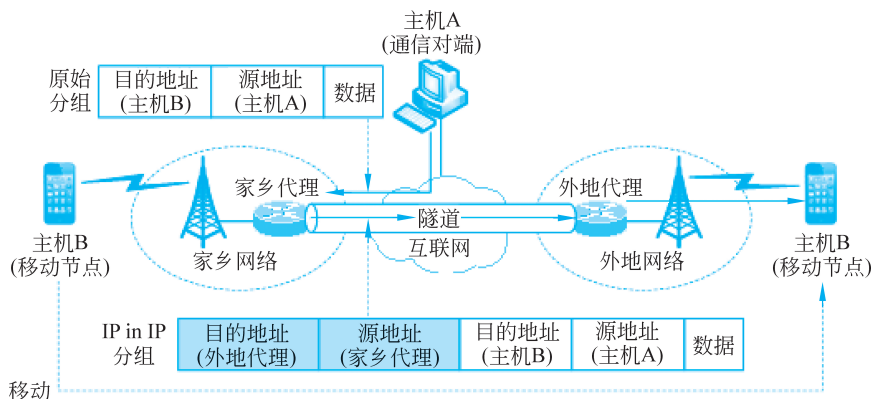 主机A
(通信对端)
原始
分组
目的地址
(主机B)
源地址
(主机A)
数据
家乡代理
外地代理
隧道
互联网
主机B
(移动节点)
家乡网络
外地网络
主机B
(移动节点)
IP in IP
分组
目的地址
(外地代理)
源地址
(家乡代理)
目的地址
(主机B)
源地址
(主机A)
数据
移动